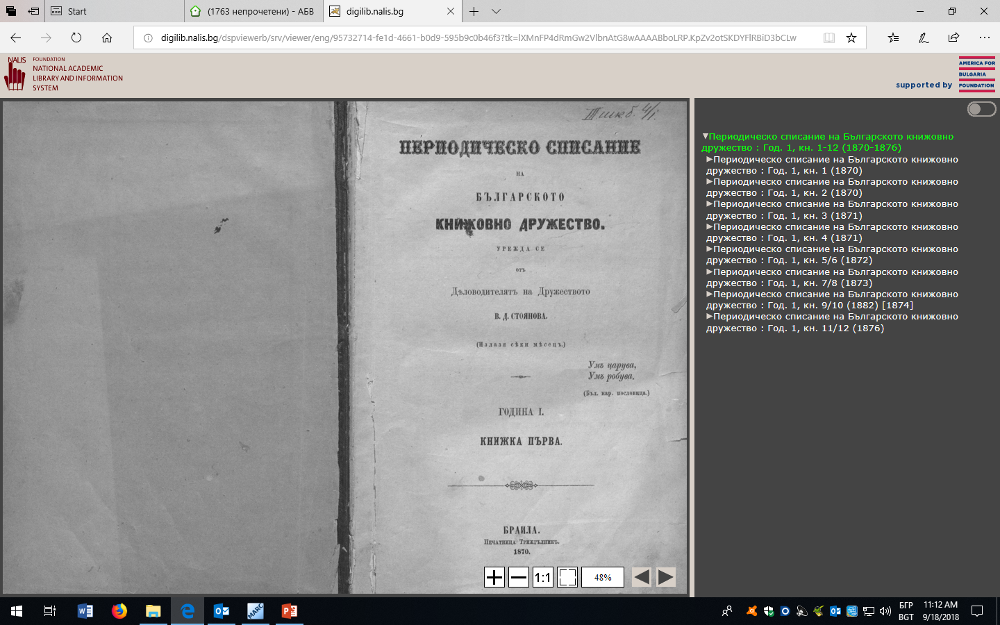 Start
(1763 непрочетени) - АБВ
digilib.nalis.bg
digilib.nalis.bg/dspviewerb/srv/viewer/eng/95732714-fe1d-4661-b0d9-595b9c0b46f3?tk=lXMnFP4dRmGw2VlbnAtG8wAAAABboLRP.KpZv2otSKDYFlRBiD3bCLw
NALIS
FOUNDATION
NATIONAL ACADEMIC
LIBRARY AND INFORMATION
SYSTEM
supported by
AMERICA FOR
BULGARIA
FOUNDATION
ПЕРИОДИЧЕСКО СПИСАНИЕ
НА
БЪЛГАРСКОТО
КНИЖОВНО ДРУЖЕСТВО.
УРЕЖДА СЕ
ОТЪ
Дѣловодительтъ на Дружеството
В. Д. СТОЯНОВА.
(Излазя сѣки мѣсецъ.)
Умъ царува,
Умъ робува.
(Бъл. нар. пословица.)
ГОДИНА I.
КНИЖКА ПЪРВА.
БРАИЛА.
Печатница Триѫгълникъ.
1870.
1:1
48%
Периодическо списание на Българското книжовно
дружество : Год. 1, кн. 1-12 (1870-1876)
Периодическо списание на Българското книжовно
дружество : Год. 1, кн. 1 (1870)
Периодическо списание на Българското книжовно
дружество : Год. 1, кн. 2 (1870)
Периодическо списание на Българското книжовно
дружество : Год. 1, кн. 3 (1871)
Периодическо списание на Българското книжовно
дружество : Год. 1, кн. 4 (1871)
Периодическо списание на Българското книжовно
дружество : Год. 1, кн. 5/6 (1872)
Периодическо списание на Българското книжовно
дружество : Год. 1, кн. 7/8 (1873)
Периодическо списание на Българското книжовно
дружество : Год. 1, кн. 9/10 (1882) [1874]
Периодическо списание на Българското книжовно
дружество : Год. 1, кн. 11/12 (1876)
MARC
БГР
BGT
11:12 AM
9/18/2018